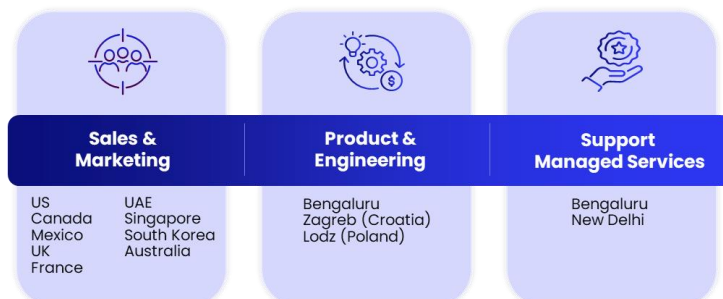 Sales &
Marketing
Product &
Engineering
Support
Managed Services
US
Canada
Mexico
UK
France
UAE
Singapore
South Korea
Australia
Bengaluru
Zagreb (Croatia)
Lodz (Poland)
Bengaluru
New Delhi